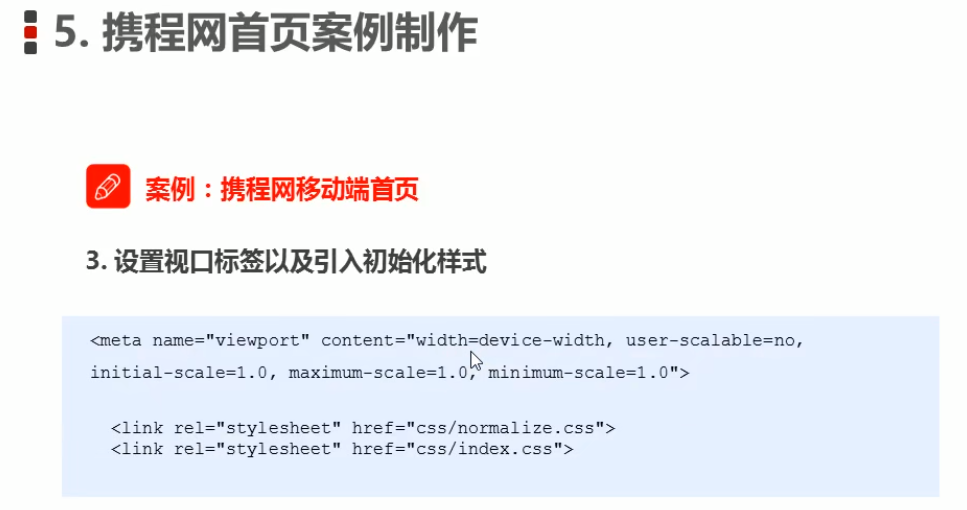 5. 携程网首页案例制作
案例：携程网移动端首页
3. 设置视口标签以及引入初始化样式
<meta name="viewport" content="width=device-width, user-scalable=no,
initial-scale=1.0, maximum-scale=1.0, minimum-scale=1.0">
<link rel="stylesheet" href="css/normalize.css">
<link rel="stylesheet" href="css/index.css">